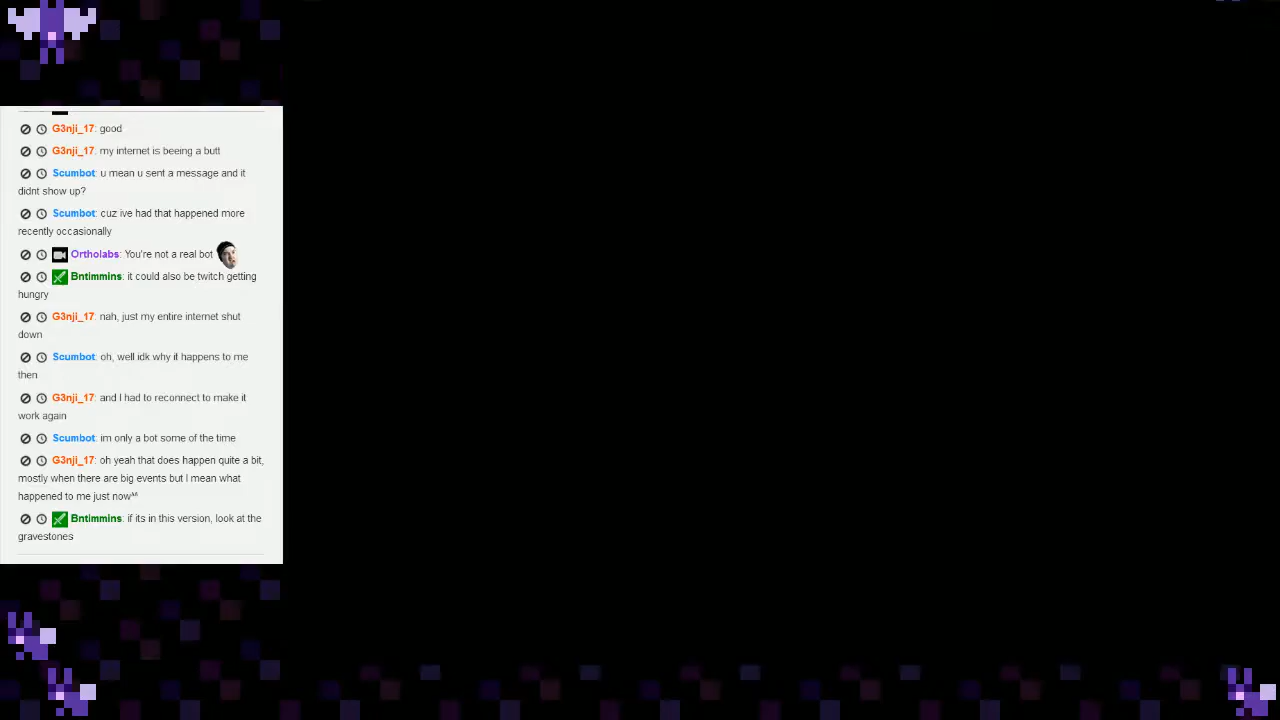 G3nji_17: good
G3nji_17: my internet is beeing a butt
Scumbot: u mean u sent a message and it
didnt show up?
Scumbot: cuz ive had that happened more
recently occasionally
Ortholabs: You're not a real bot
Bntimmins: it could also be twitch getting
hungry
G3nji_17: nah, just my entire internet shut
down
Scumbot: oh, well idk why it happens to me
then
G3nji_17: and I had to reconnect to make it
work again
Scumbot: im only a bot some of the time
G3nji_17: oh yeah that does happen quite a bit,
mostly when there are big events but I mean what
happened to me just now^^
Bntimmins: if its in this version, look at the
gravestones